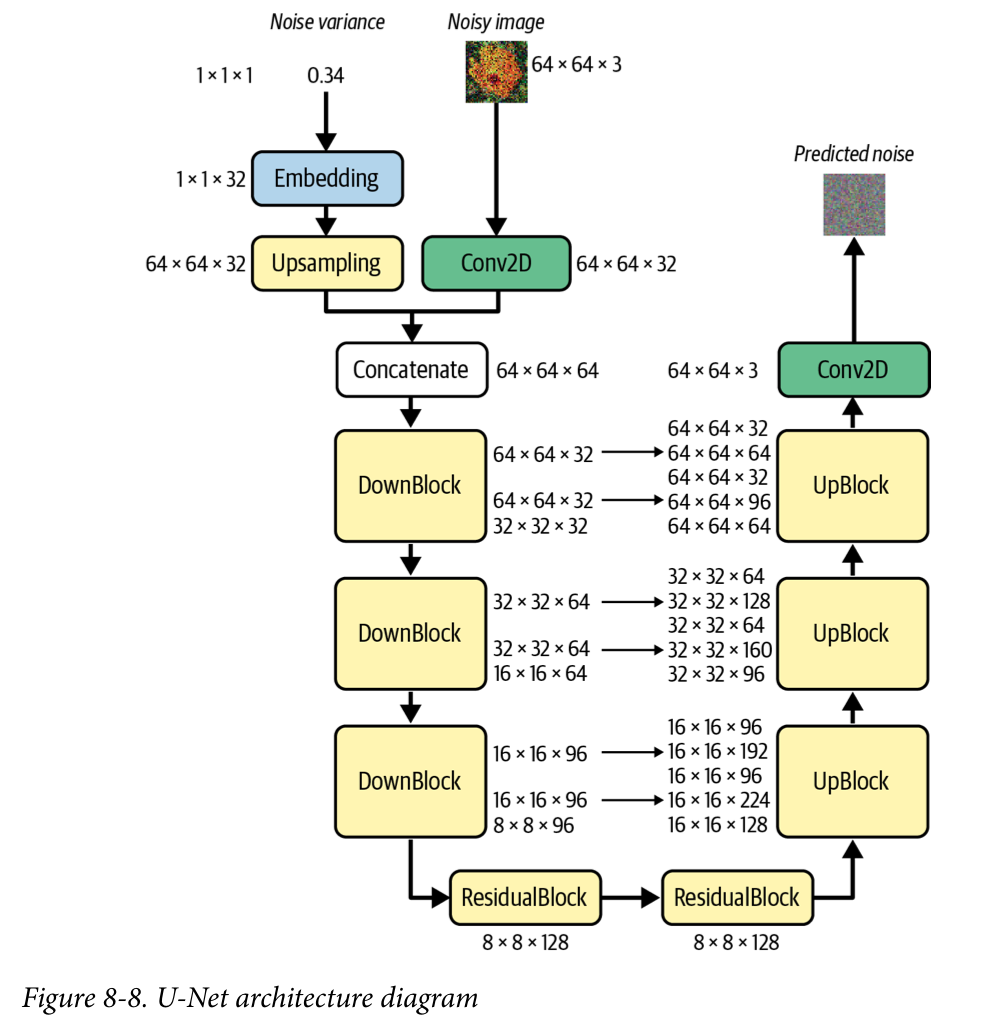 Noise variance
Noisy image
1 × 1 × 1
0.34
64 × 64 × 3
Predicted noise
1 × 1 × 32
Embedding
64 × 64 × 32
Upsampling
Conv2D
64 × 64 × 32
Concatenate
64 × 64 × 64
64 × 64 × 3
Conv2D
DownBlock
64 × 64 × 32
64 × 64 × 32
32 × 32 × 32
64 × 64 × 32
64 × 64 × 64
64 × 64 × 32
64 × 64 × 96
64 × 64 × 64
UpBlock
DownBlock
32 × 32 × 64
32 × 32 × 64
16 × 16 × 64
32 × 32 × 64
32 × 32 × 128
32 × 32 × 64
32 × 32 × 160
32 × 32 × 96
UpBlock
DownBlock
16 × 16 × 96
16 × 16 × 96
8 × 8 × 96
16 × 16 × 96
16 × 16 × 192
16 × 16 × 96
16 × 16 × 224
16 × 16 × 128
UpBlock
ResidualBlock
ResidualBlock
8 × 8 × 128
8 × 8 × 128
Figure 8-8. U-Net architecture diagram